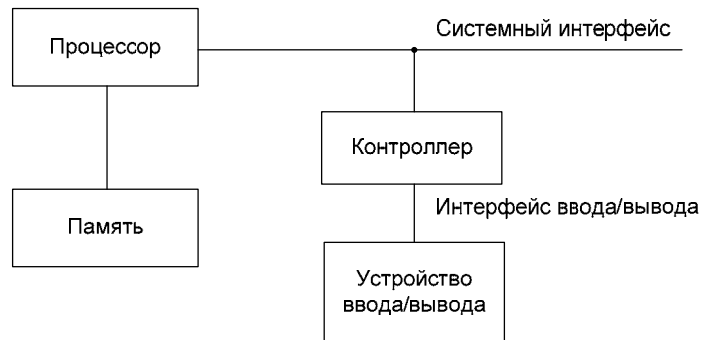 Процессор
Системный интерфейс
Контроллер
Память
Интерфейс ввода/вывода
Устройство
ввода/вывода